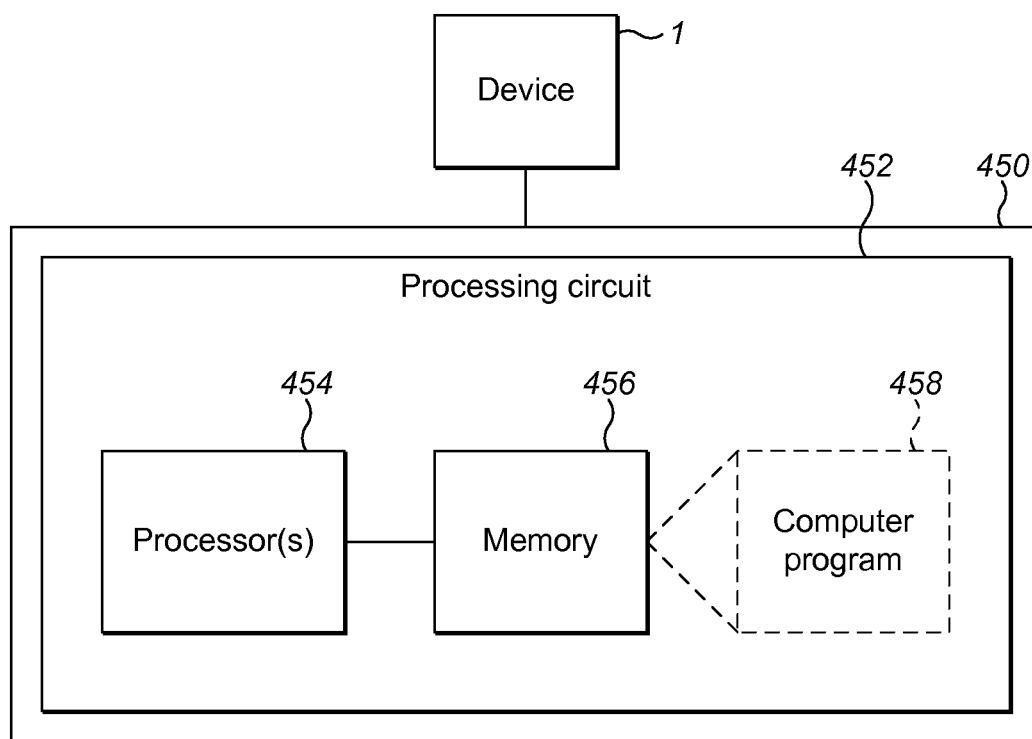 1
Device
452
450
Processing circuit
454
456
458
Processor(s)
Memory
Computer
program